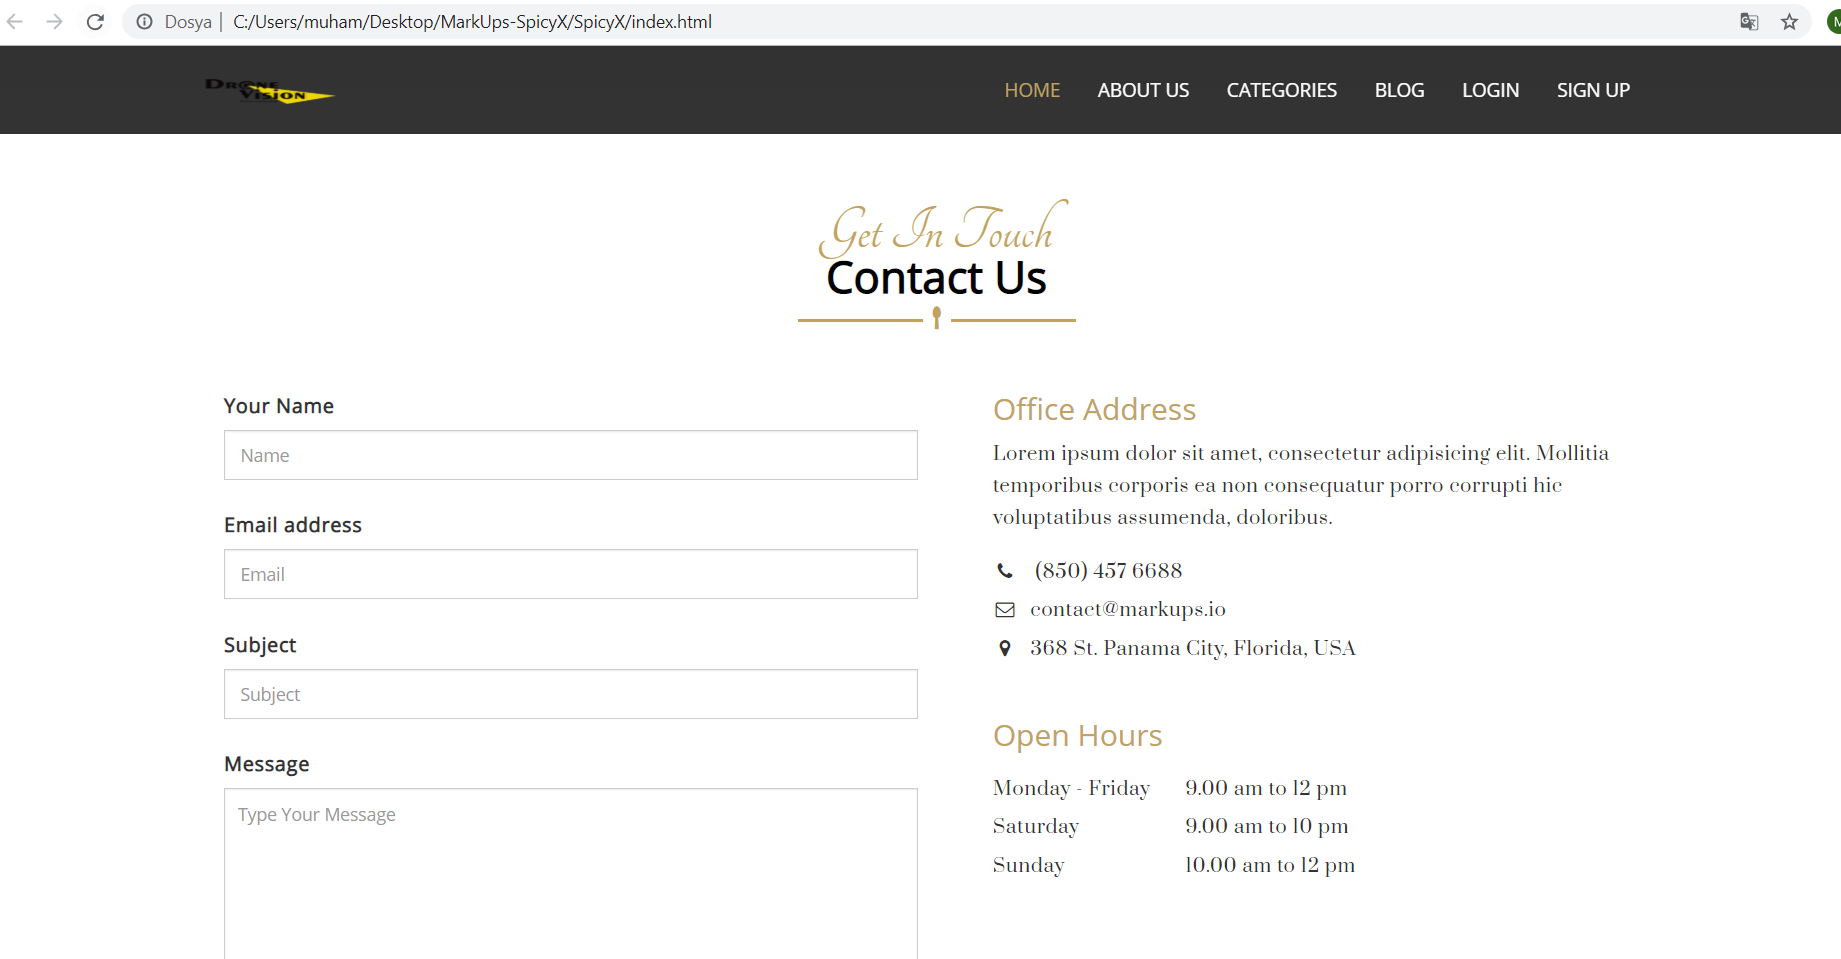 Dosya | C:/Users/muham/Desktop/MarkUps-SpicyX/SpicyX/index.html
M
Drone
Vision
HOME ABOUT US CATEGORIES BLOG LOGIN SIGN UP
Get In Touch
Contact Us
Your Name
Name
Email address
Email
Subject
Subject
Message
Type Your Message
Office Address
Lorem ipsum dolor sit amet, consectetur adipisicing elit. Mollitia
temporibus corporis ea non consequatur porro corrupti hic
voluptatibus assumenda, doloribus.
(850) 457 6688
contact@markups.io
368 St. Panama City, Florida, USA
Open Hours
Monday - Friday 9.00 am to 12 pm
Saturday 9.00 am to 10 pm
Sunday 10.00 am to 12 pm